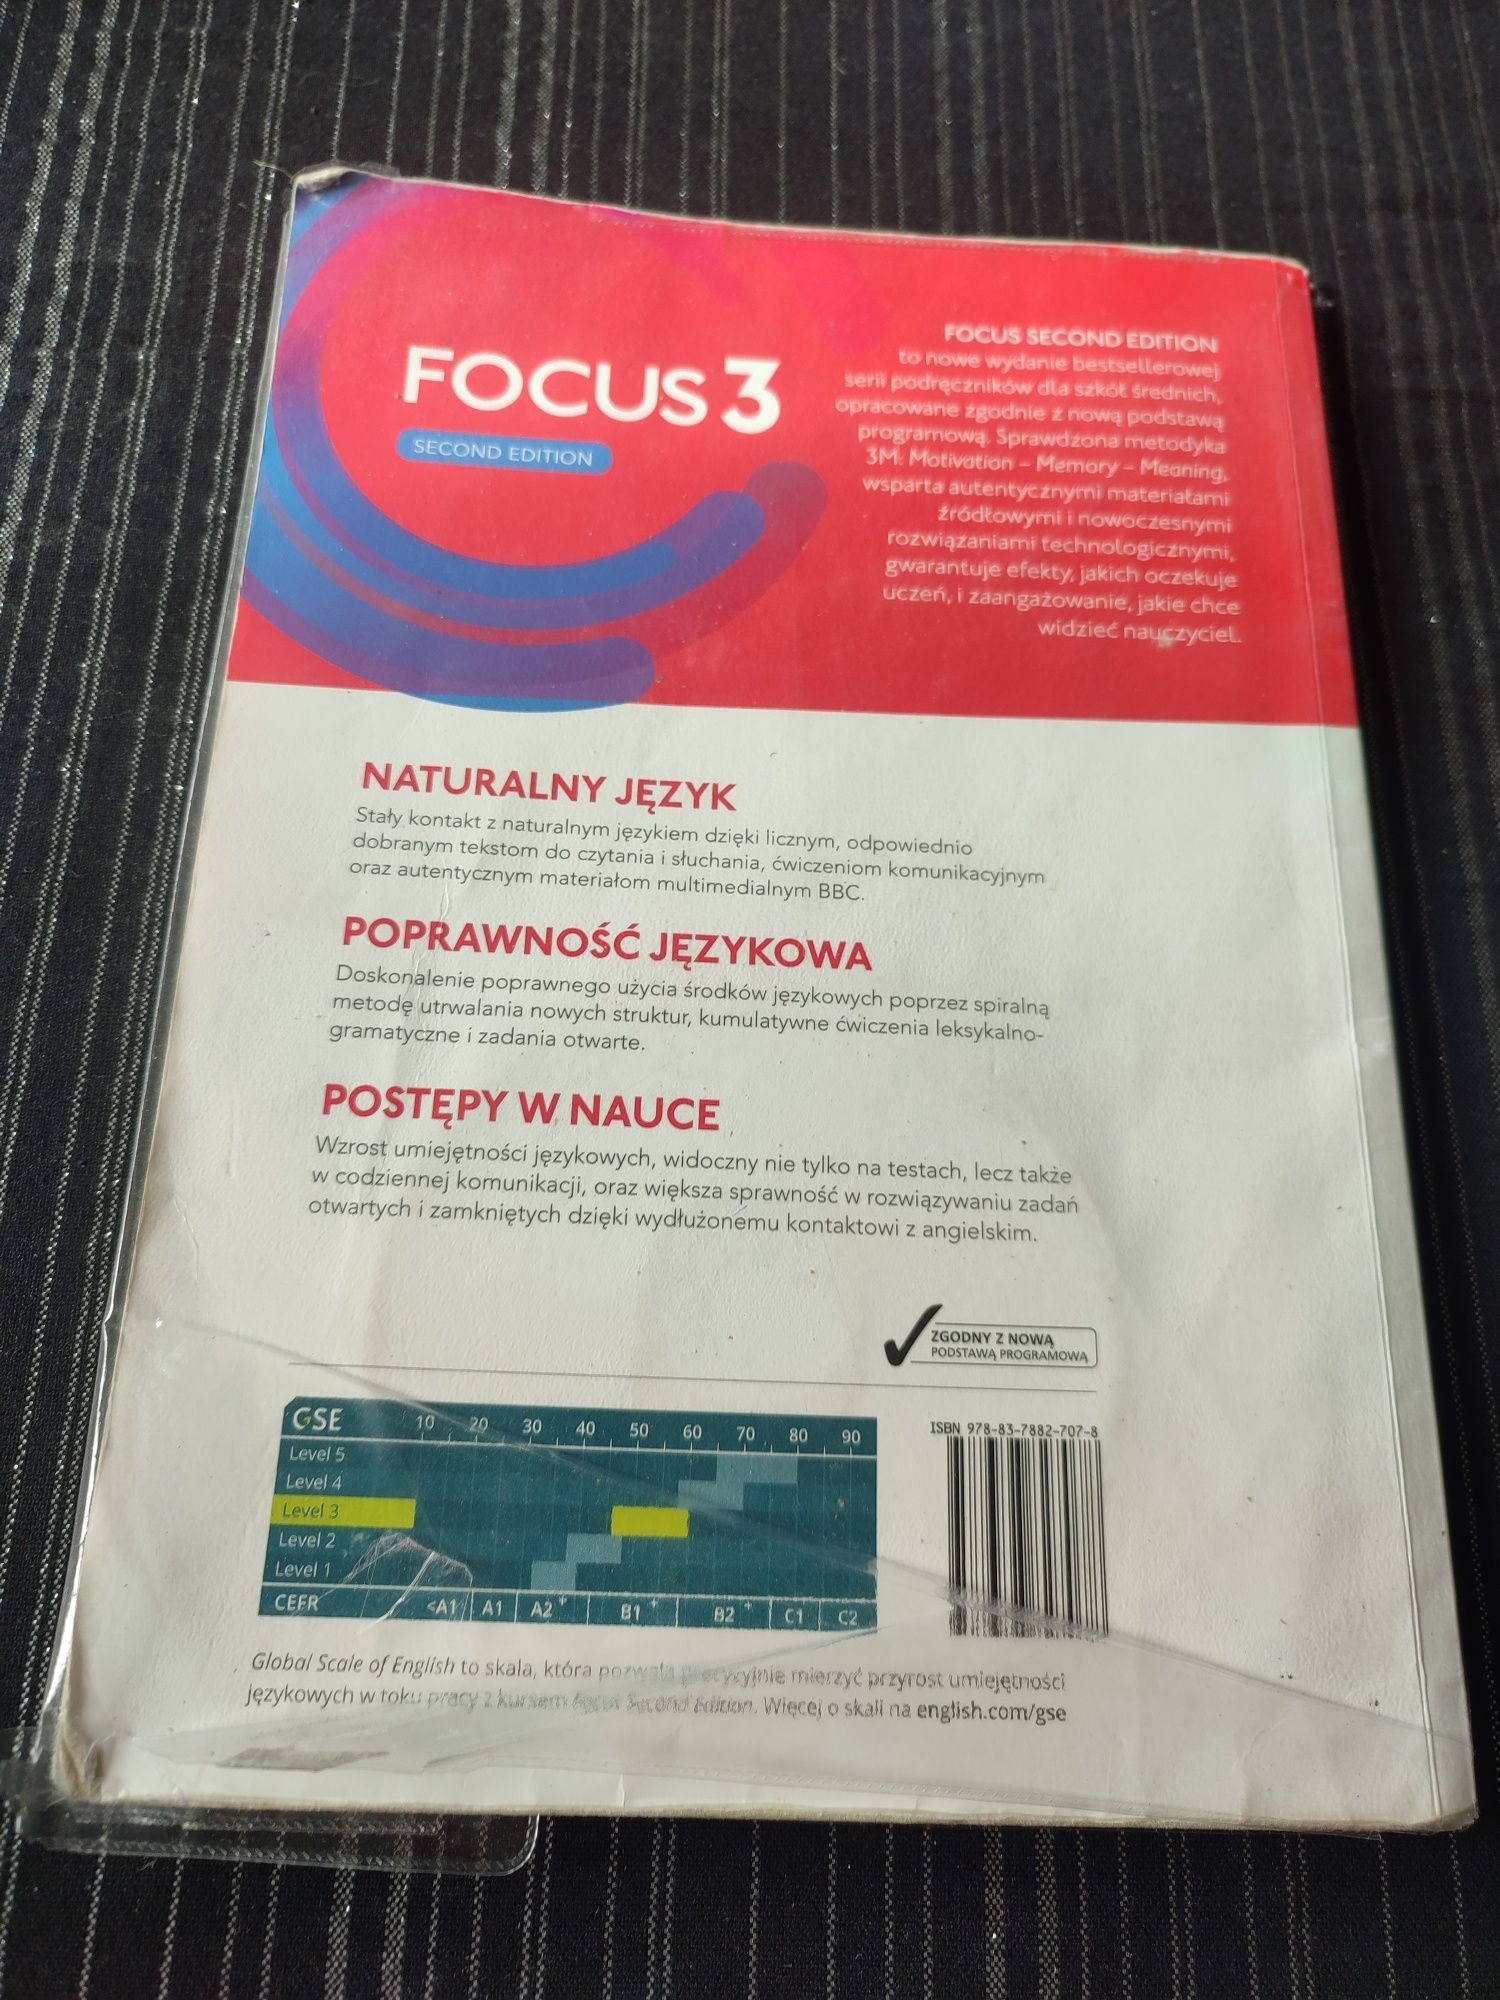 FOCUS 3
SECOND EDITION
FOCUS SECOND EDITION
to nowe wydanie bestsellerowej
serii podręczników dla szkół średnich,
opracowane zgodnie z nową podstawą
programową. Sprawdzona metodyka
3M: Motivation – Memory – Meaning,
wsparta autentycznymi materiałami
źródłowymi i nowoczesnymi
rozwiązaniami technologicznymi,
gwarantuje efekty, jakich oczekuje
uczeń, i zaangażowanie, jakie chce
widzieć nauczyciel.
NATURALNY JĘZYK
Stały kontakt z naturalnym językiem dzięki licznym, odpowiednio
dobranym tekstom do czytania i słuchania, ćwiczeniom komunikacyjnym
oraz autentycznym materiałom multimedialnym BBC.
POPRAWNOŚĆ JĘZYKOWA
Doskonalenie poprawnego użycia środków językowych poprzez spiralną
metodę utrwalania nowych struktur, kumulatywne ćwiczenia leksykalno-
gramatyczne i zadania otwarte.
POSTĘPY W NAUCE
Wzrost umiejętności językowych, widoczny nie tylko na testach, lecz także
w codziennej komunikacji, oraz większa sprawność w rozwiązywaniu zadań
otwartych i zamkniętych dzięki wydłużonemu kontaktowi z angielskim.
ZGODNY Z NOWĄ
PODSTAWĄ PROGRAMOWĄ
GSE 10 20 30 40 50 60 70 80 90
Level 5
Level 4
Level 3
Level 2
Level 1
CEFR <A1 A1 A2+ B1+ B2+ C1 C2
ISBN 978-83-7882-707-8
Global Scale of English to skala, która pozwala precyzyjnie mierzyć przyrost umiejętności
językowych w toku pracy z kursem Focus Second Edition. Więcej o skali na english.com/gse